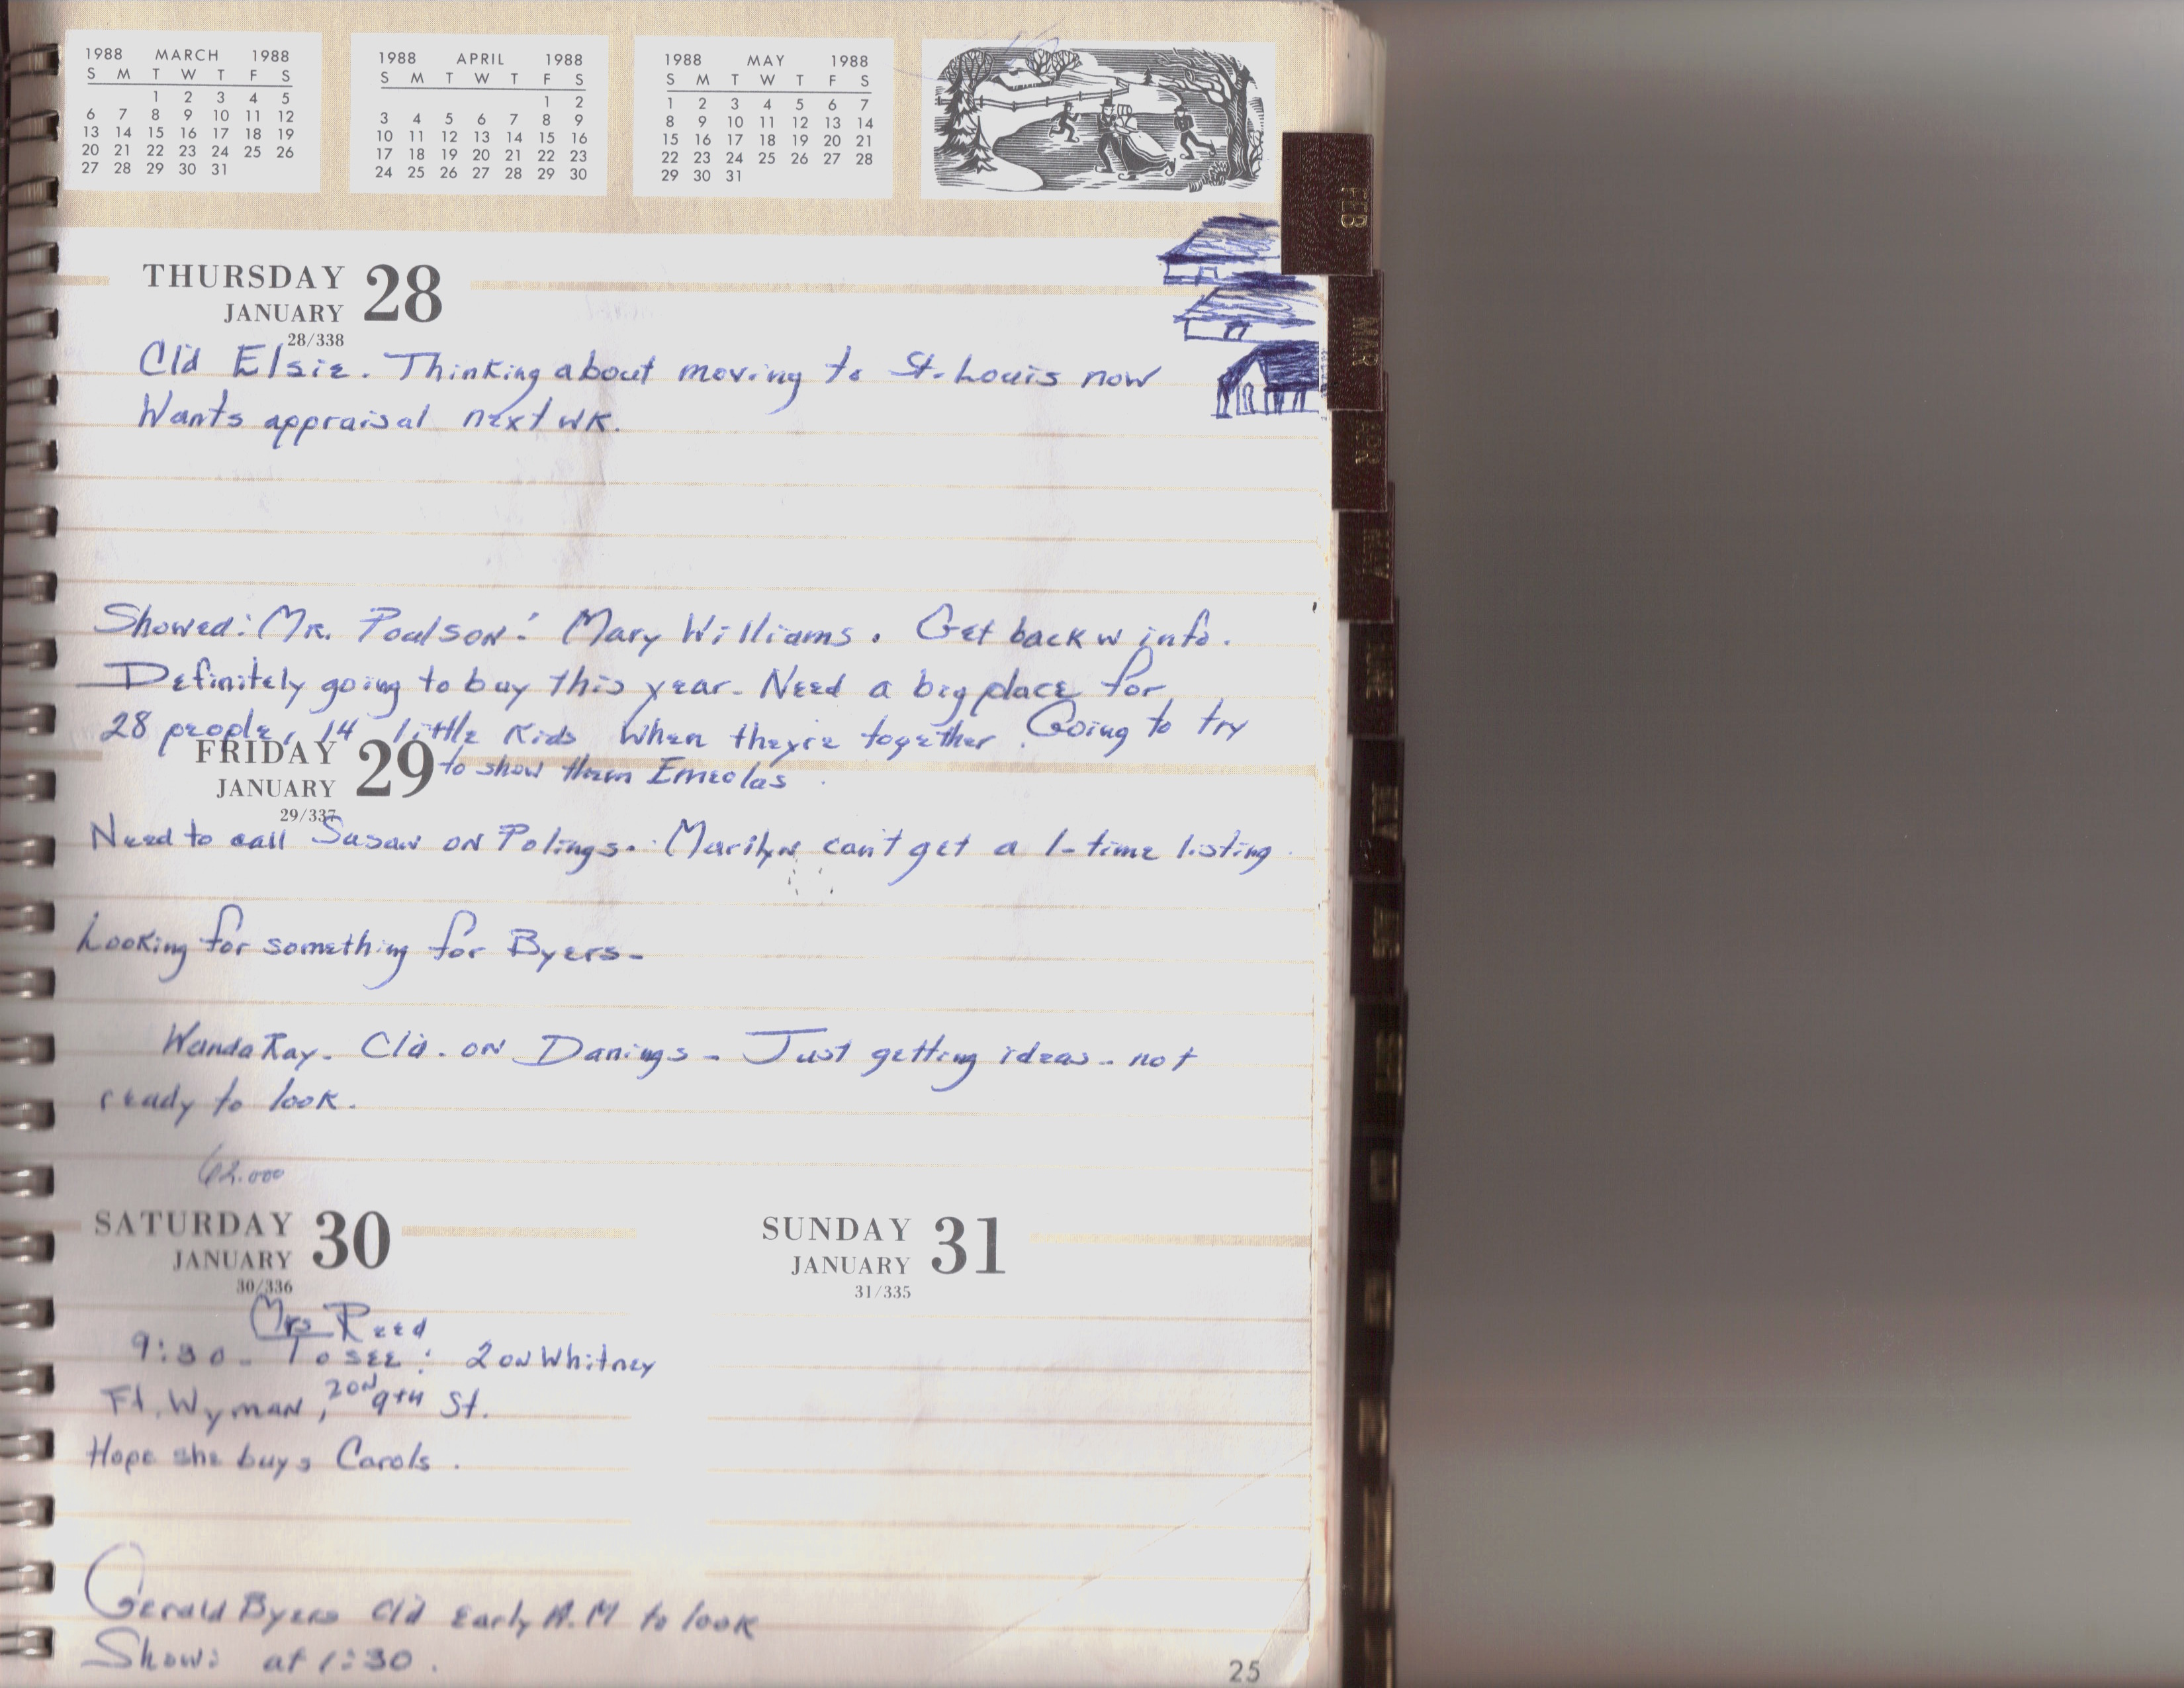 1988 MARCH 1988
S M T W T F S
1 2 3 4 5
6 7 8 9 10 11 12
13 14 15 16 17 18 19
20 21 22 23 24 25 26
27 28 29 30 31
1988 APRIL 1988
S M T W T F S
1 2
3 4 5 6 7 8 9
10 11 12 13 14 15 16
17 18 19 20 21 22 23
24 25 26 27 28 29 30
1988 MAY 1988
S M T W T F S
1 2 3 4 5 6 7
8 9 10 11 12 13 14
15 16 17 18 19 20 21
22 23 24 25 26 27 28
29 30 31
FEB
MAR
APR
MAY
JUNE
THURSDAY 28
JANUARY
28/338
Cl'd Elsie. Thinking about moving to St. Louis now
Wants appraisal next wk.
Showed: Mr. Poulson: Mary Williams. Get back w info.
Definitely going to buy this year. Need a big place for
28 people, 14 little kids when they're together. Going to try
to show them Emeolas.
FRIDAY 29
JANUARY
29/337
Need to call Susan on Polings. Marilyn can't get a 1-time listing.
Looking for something for Byers-
Wanda Ray- Cld. on Danings- Just getting ideas- not
ready to look.
62.000
SATURDAY 30
JANUARY
30/336
Mrs Reed
9:30- To see: 2 on Whitney
Ft. Wyman, 2 on 9th St.
Hope she buys Carols.
Gerald Byers cld early A.M to look
Show: at 1:30.
SUNDAY 31
JANUARY
31/335
25